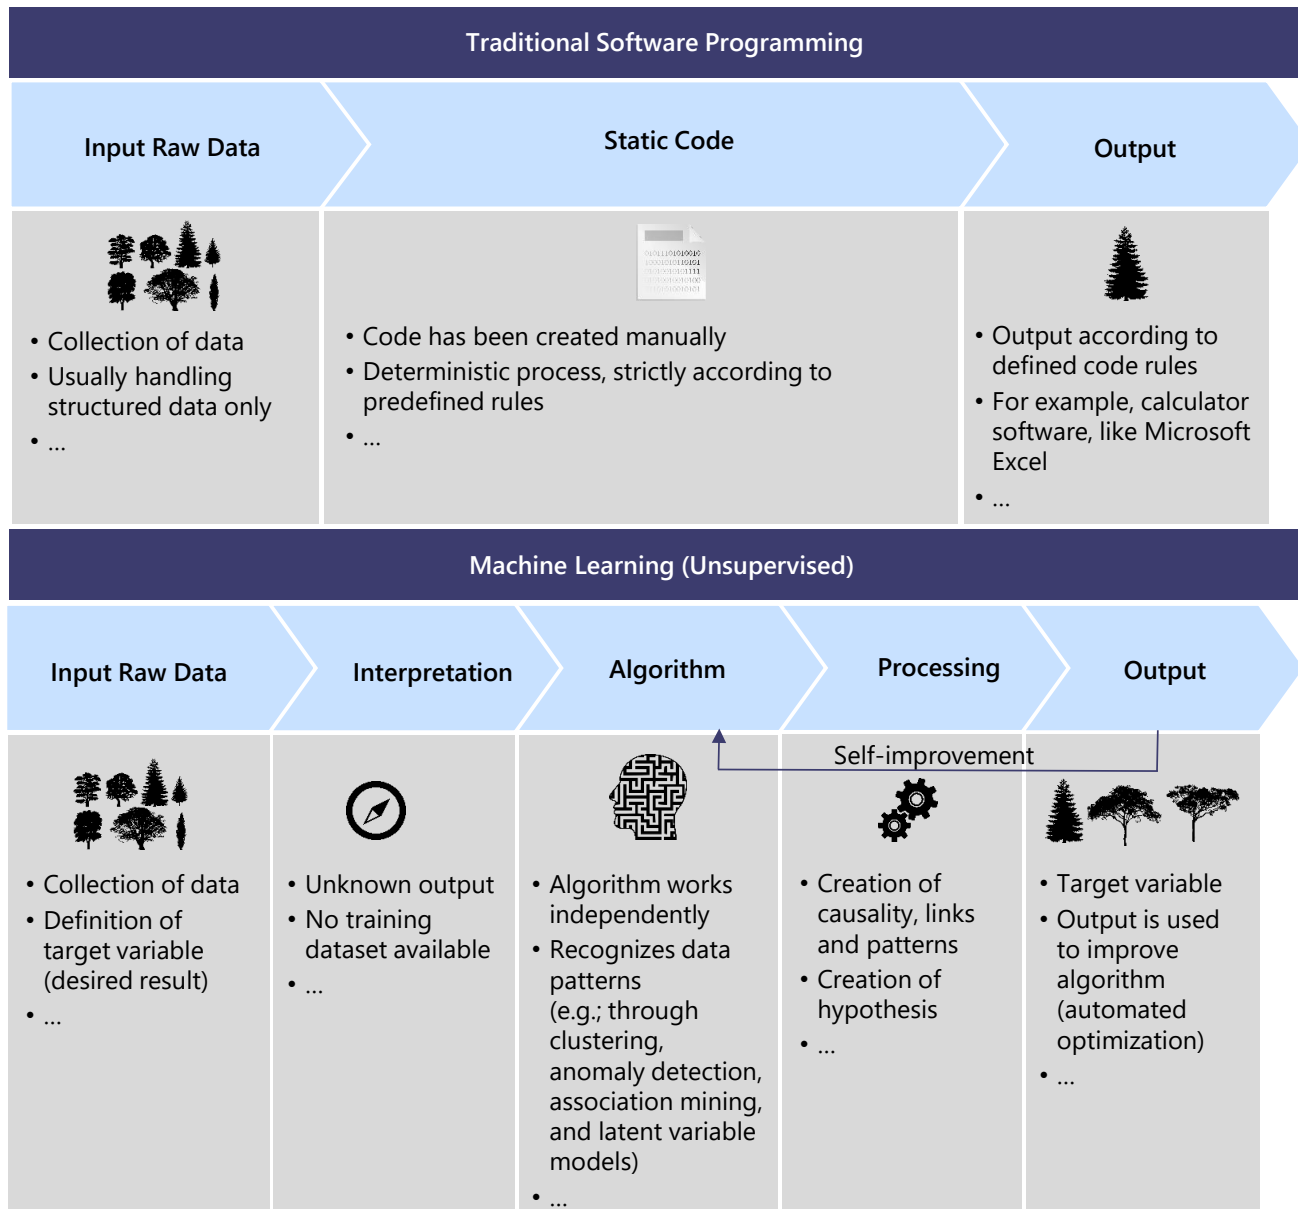 Traditional Software Programming
Input Raw Data
Static Code
Output
• Collection of data
• Usually handling
structured data only
• ...
• Code has been created manually
• Deterministic process, strictly according to
predefined rules
• ...
• Output according to
defined code rules
• For example, calculator
software, like Microsoft
Excel
• ...
Machine Learning (Unsupervised)
Input Raw Data
Interpretation
Algorithm
Processing
Output
Self-improvement
• Collection of data
• Definition of
target variable
(desired result)
• ...
• Unknown output
• No training
dataset available
• ...
• Algorithm works
independently
• Recognizes data
patterns
(e.g.; through
clustering,
anomaly detection,
association mining,
and latent variable
models)
• ...
• Creation of
causality, links
and patterns
• Creation of
hypothesis
• ...
• Target variable
• Output is used
to improve
algorithm
(automated
optimization)
• ...